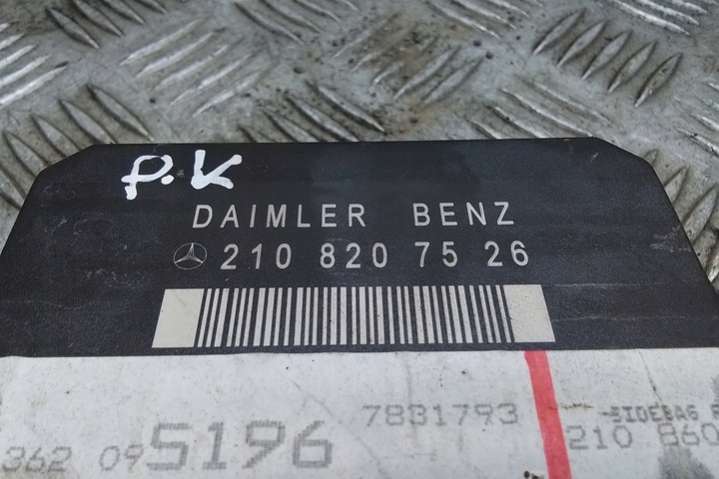 P.K
DAIMLER BENZ
210 820 75 26
7831793
SIDEBAG
362 09 5196
210 860